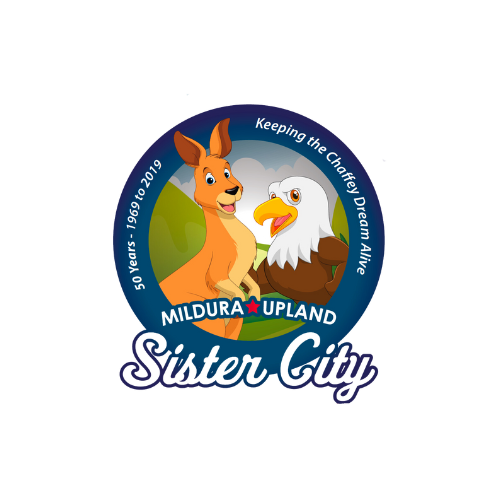 50 Years - 1969 to 2019
Keeping the Chaffey Dream Alive
MILDURA★UPLAND
Sister City